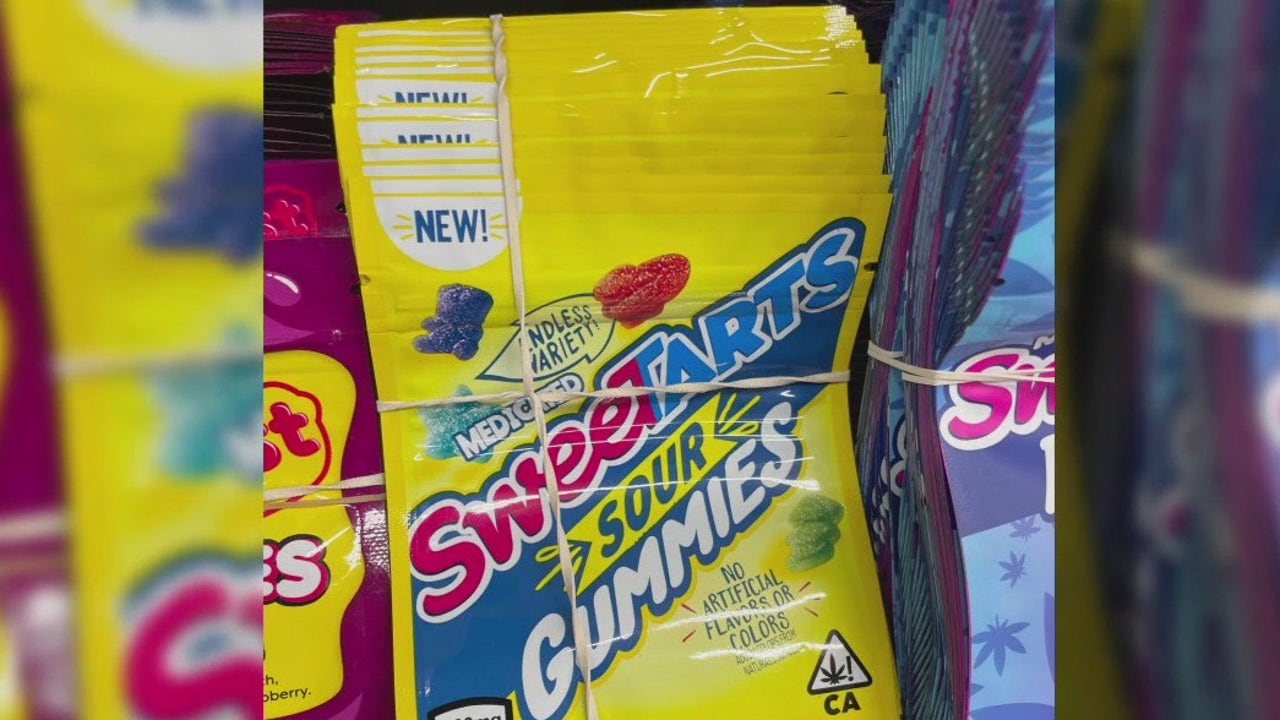 NEW!
NEW!
NEW!
ENDLESS
VARIETY!
MEDICATED
SweeTARTS
SOUR
GUMMIES
NO
ARTIFICIAL
FLAVORS OR
COLORS
CA